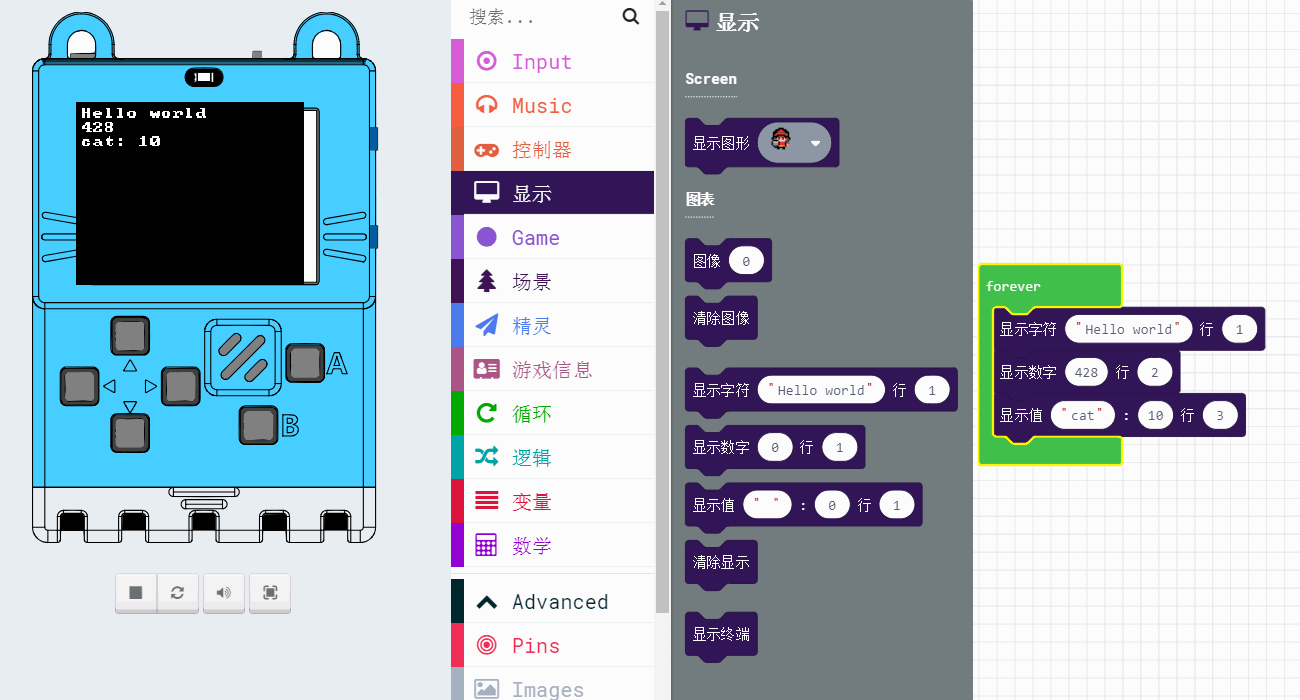 Hello world
428
cat: 10
A
B
搜索...
Input
Music
控制器
显示
Game
场景
精灵
游戏信息
循环
逻辑
变量
数学
Advanced
Pins
Images
显示
Screen
显示图形
图表
图像 0
清除图像
显示字符 "Hello world" 行 1
显示数字 0 行 1
显示值 " " : 0 行 1
清除显示
显示终端
forever
显示字符 "Hello world" 行 1
显示数字 428 行 2
显示值 "cat" : 10 行 3